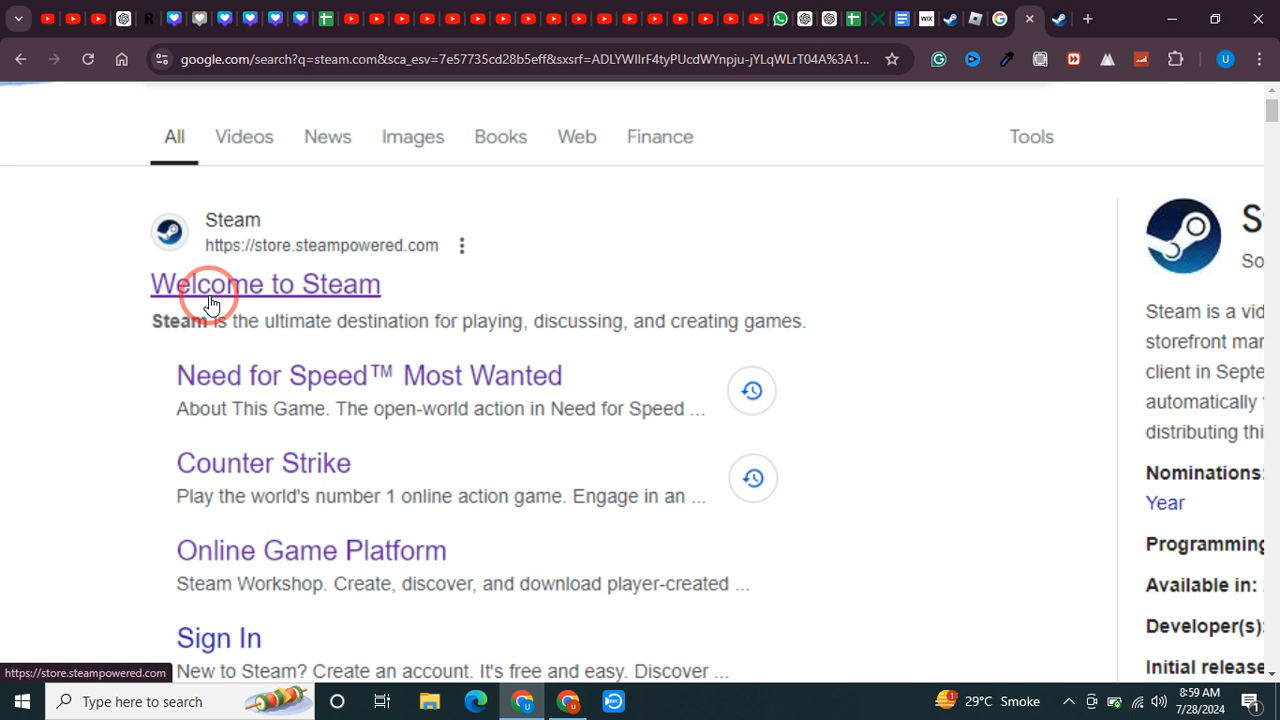 WIX
google.com/search?q=steam.com&sca_esv=7e57735cd28b5eff&sxsrf=ADLYWIIrF4tyPUcdWYnpju-jYLqWLrT04A%3A1...
U
All Videos News Images Books Web Finance Tools
Steam
https://store.steampowered.com
Welcome to Steam
Steam is the ultimate destination for playing, discussing, and creating games.
Need for Speed™ Most Wanted
About This Game. The open-world action in Need for Speed ...
Counter Strike
Play the world's number 1 online action game. Engage in an ...
Online Game Platform
Steam Workshop. Create, discover, and download player-created ...
Sign In
New to Steam? Create an account. It's free and easy. Discover ...
Steam is a vid
storefront mar
client in Septe
automatically
distributing thi
Nominations:
Year
Programming
Available in:
Developer(s):
Initial release
https://store.steampowered.com
Type here to search
29°C Smoke
8:59 AM
7/28/2024